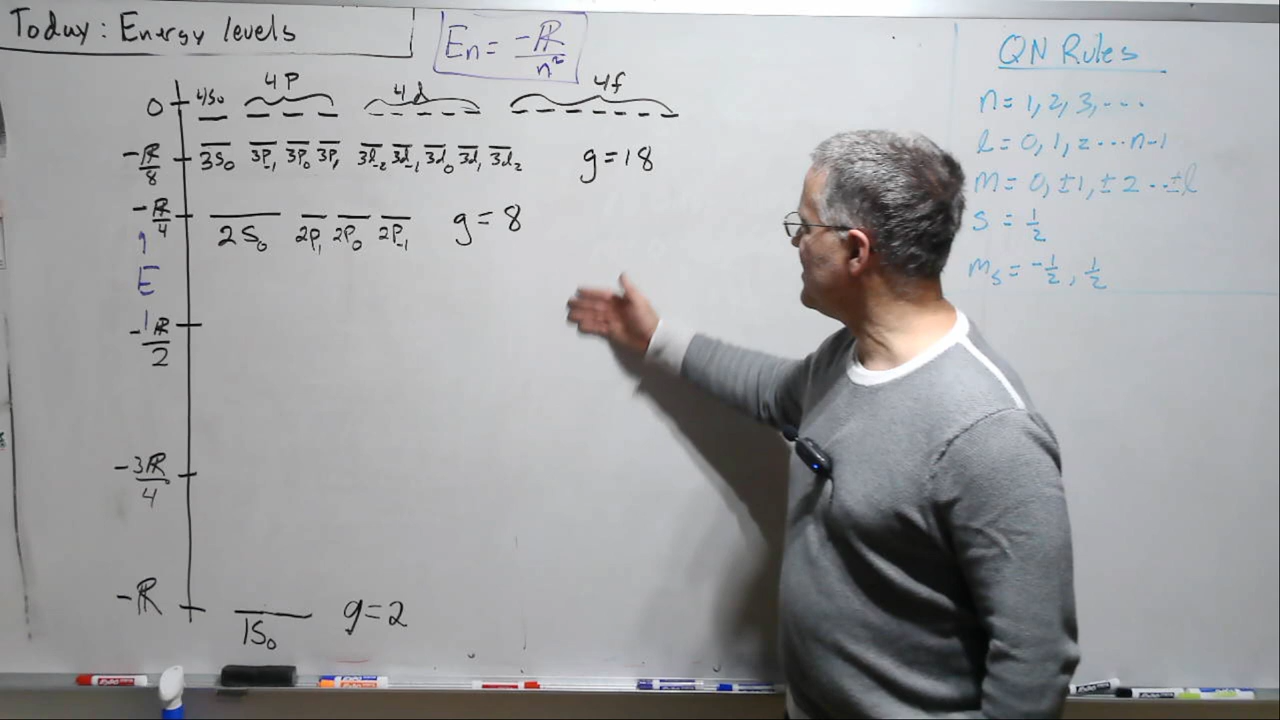 Today: Energy levels
En = -ℝ/n²
4S₀ 4P 4d 4f
0
-ℝ/8 3S₀ 3P₋₁ 3P₀ 3P₁ 3d₋₂ 3d₋₁ 3d₀ 3d₁ 3d₂ g=18
-ℝ/4 2S₀ 2P₁ 2P₀ 2P₋₁ g=8
E
-ℝ/2
-3ℝ/4
-ℝ 1S₀ g=2
QN Rules
n = 1, 2, 3, ....
l = 0, 1, 2 ... n-1
m = 0, ±1, ±2 ... ±l
s = 1/2
mₛ = -1/2, 1/2